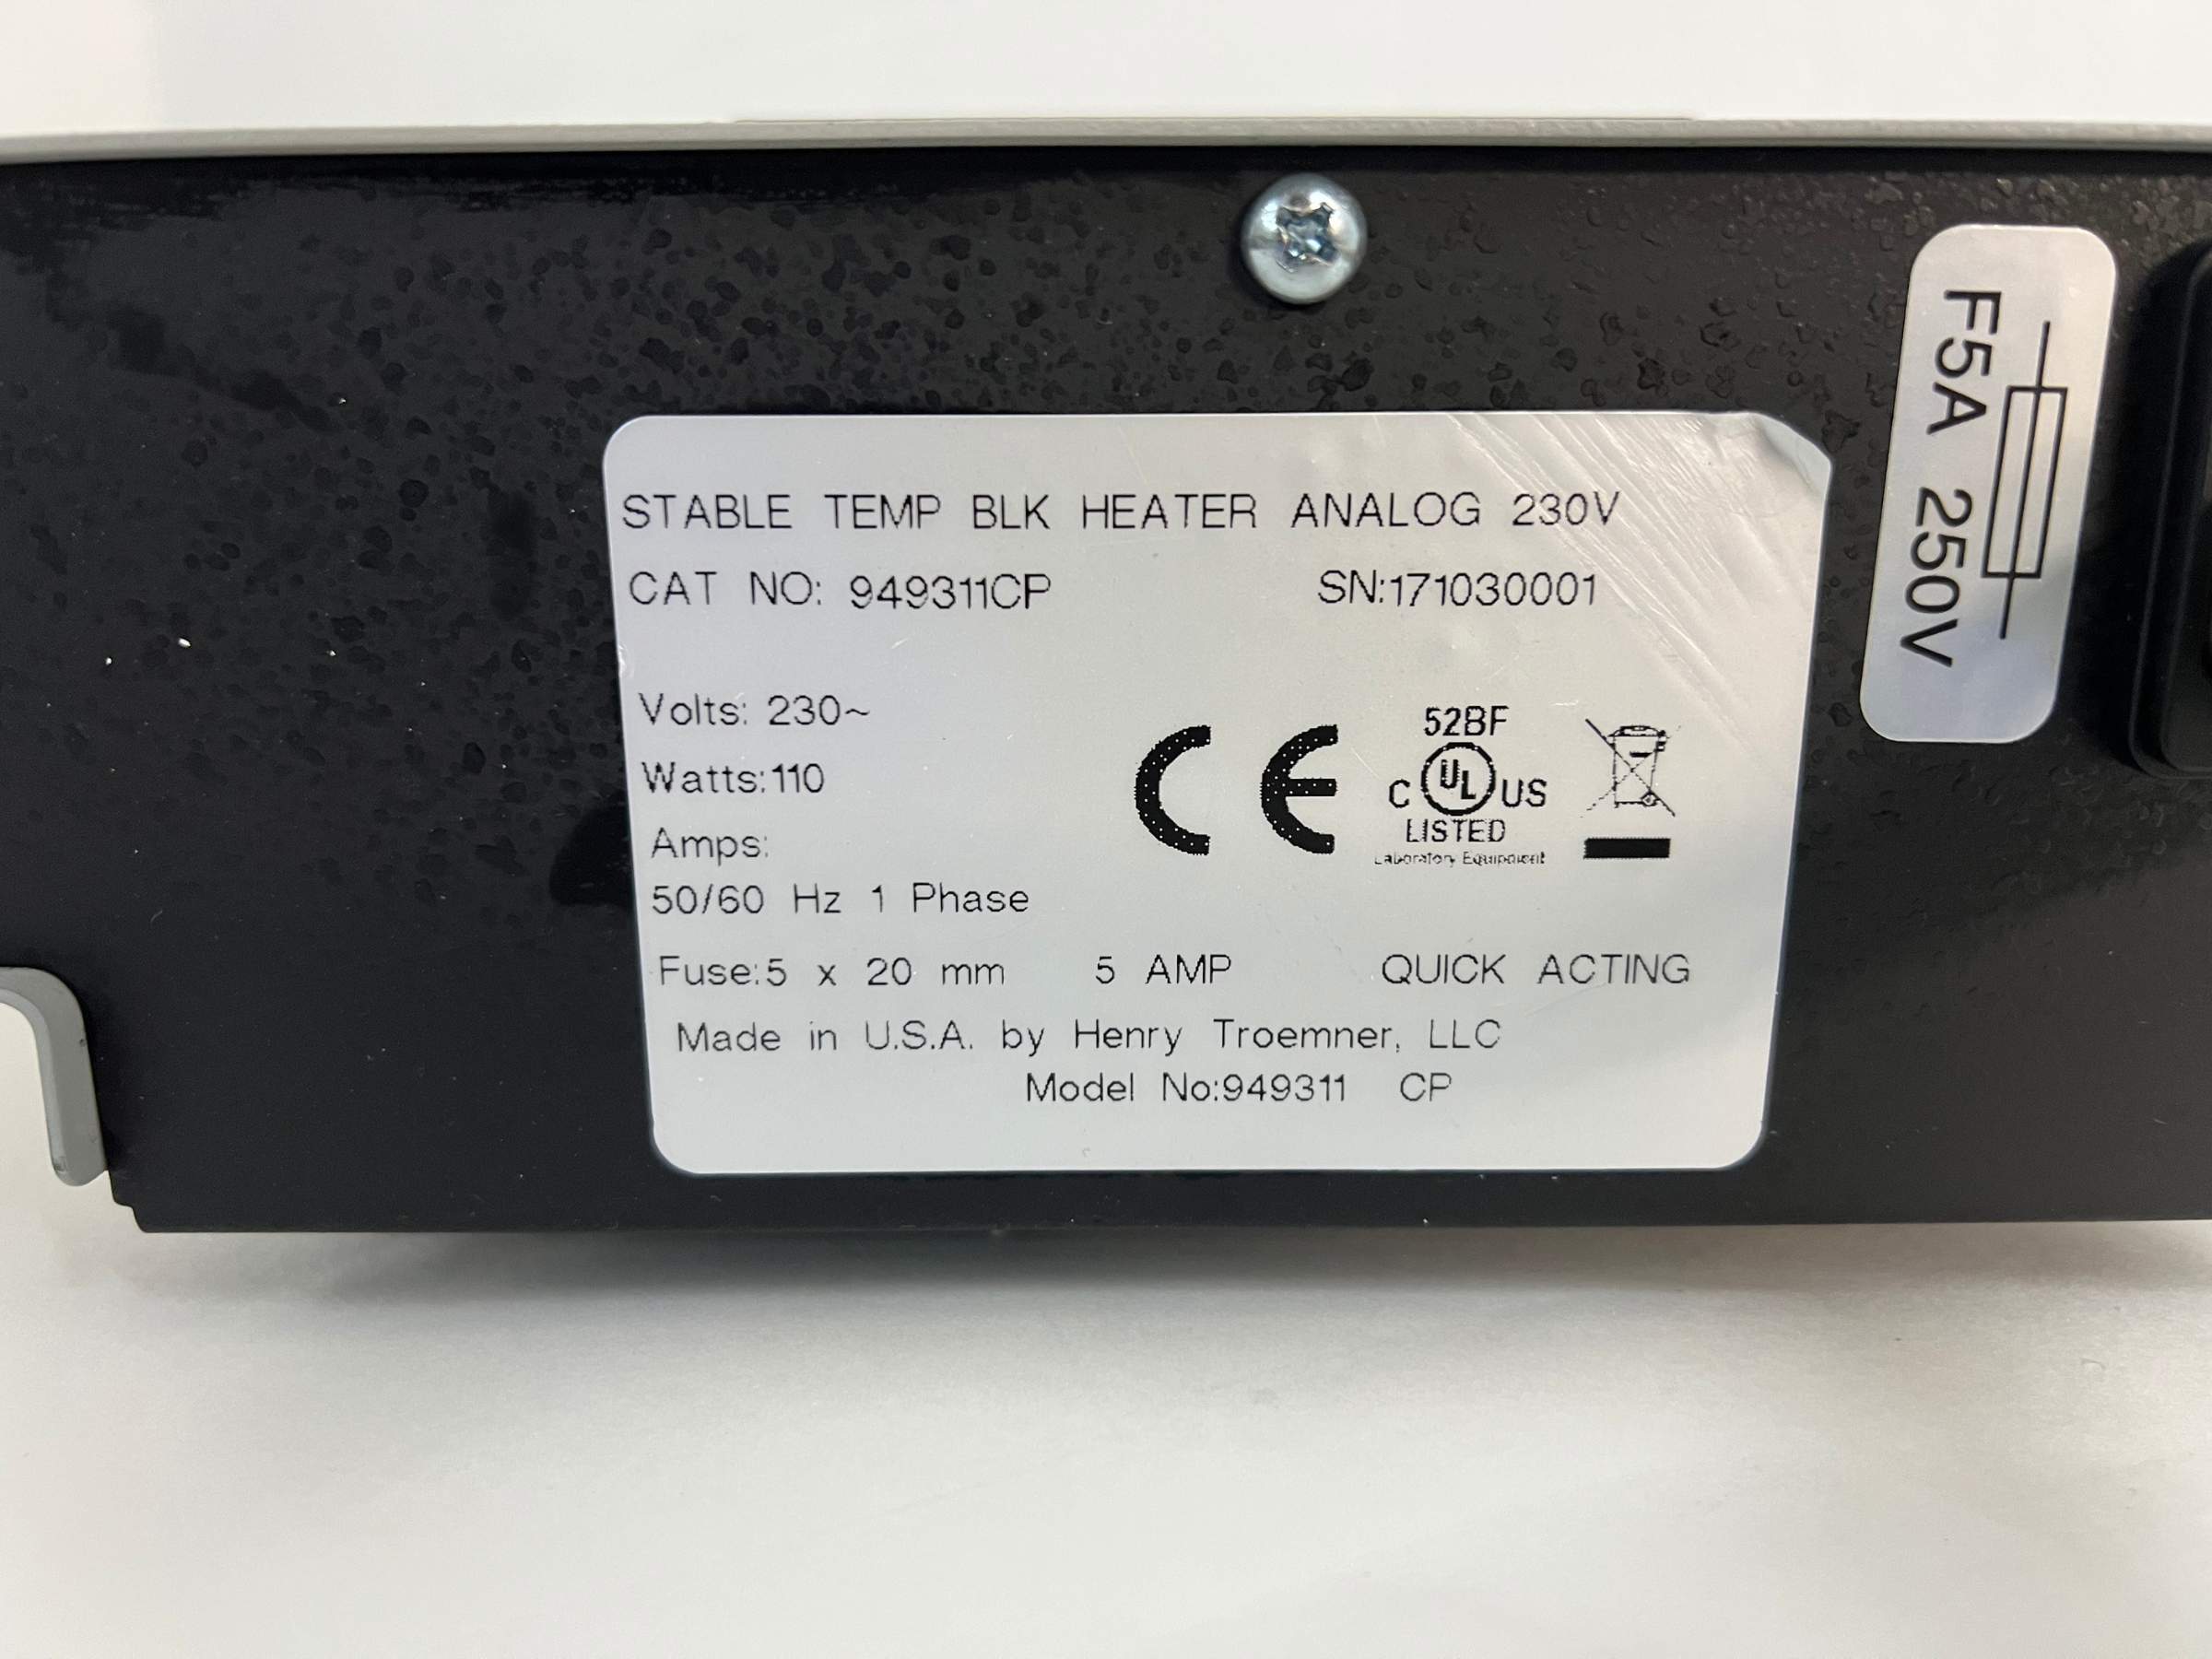 STABLE TEMP BLK HEATER ANALOG 230V
CAT NO: 949311CP SN:171030001
Volts: 230~
Watts:110
Amps:
50/60 Hz 1 Phase
52BF
C UL US
LISTED
Laboratory Equipment
Fuse:5 x 20 mm 5 AMP QUICK ACTING
Made in U.S.A. by Henry Troemner, LLC
Model No:949311 CP
CE
F5A 250V